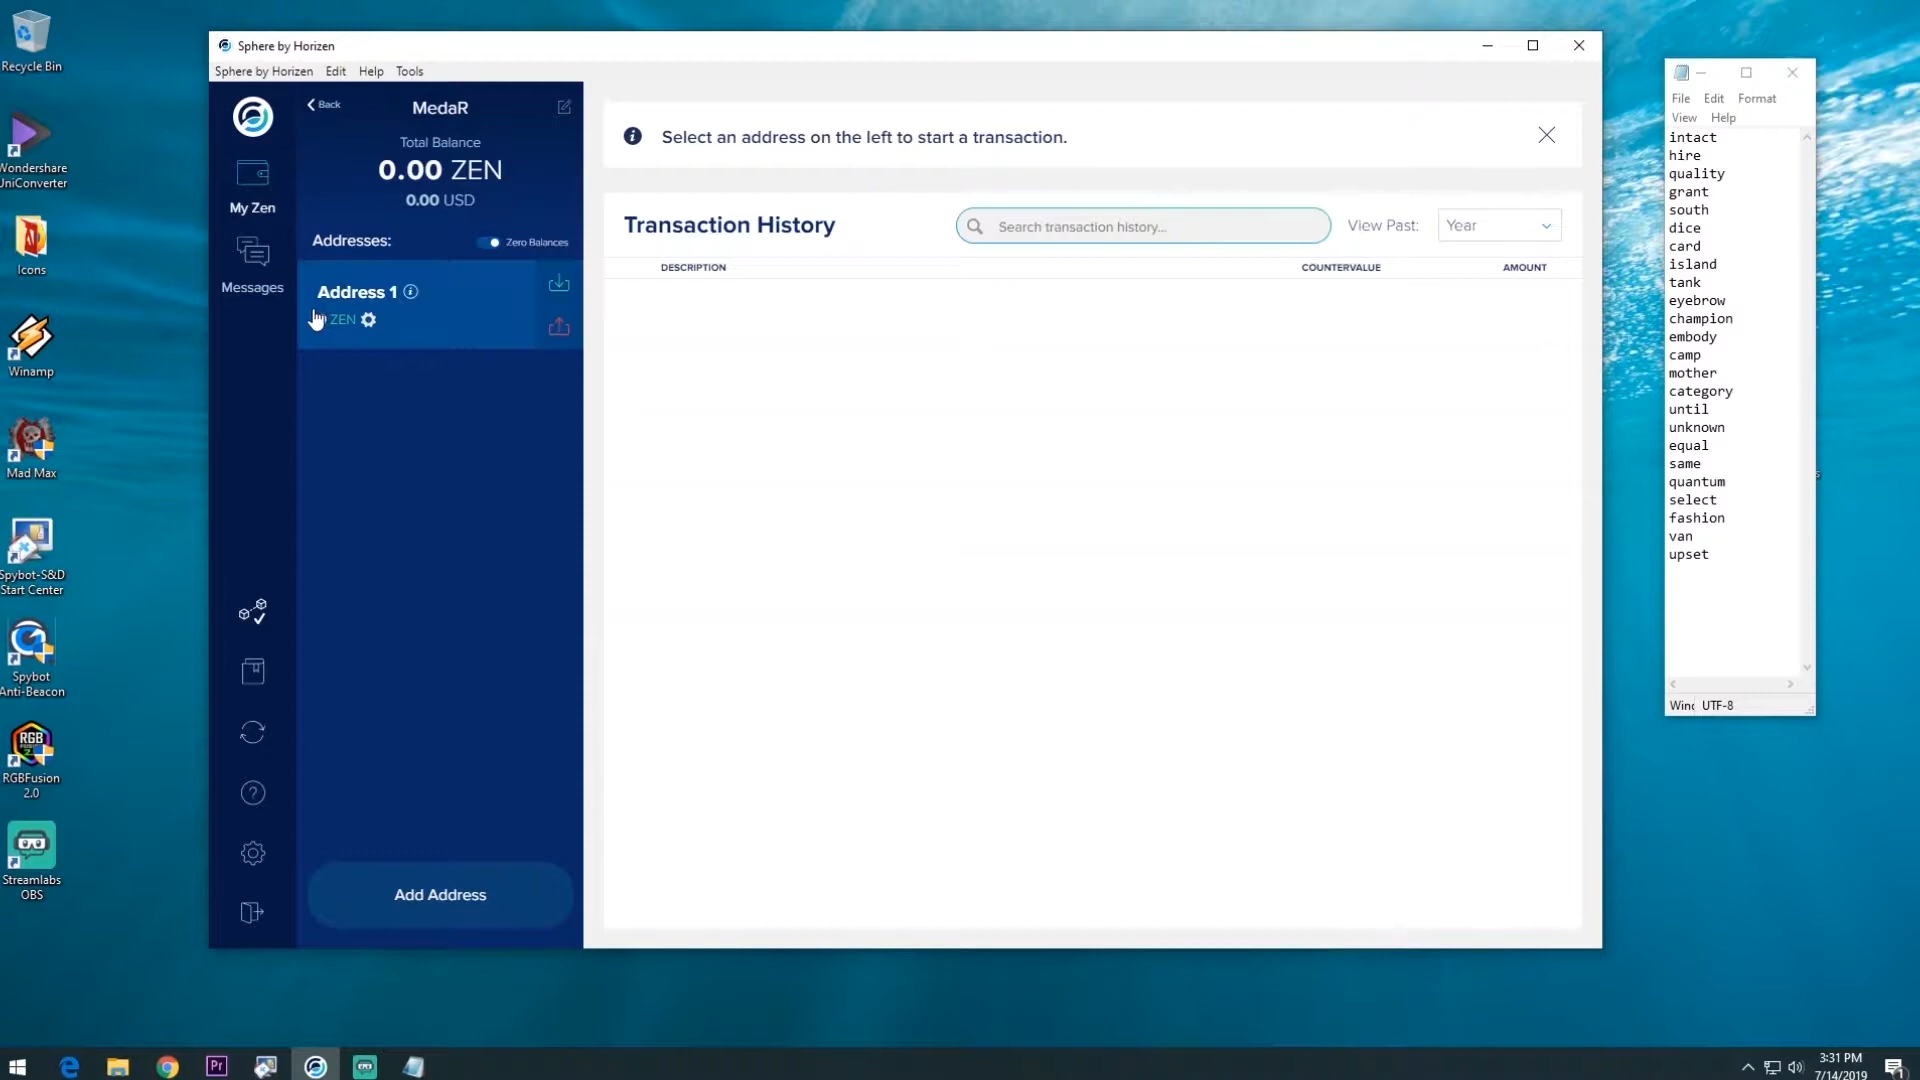 Recycle Bin
Wondershare
UniConverter
Icons
Winamp
Mad Max
Spybot-S&D
Start Center
Spybot
Anti-Beacon
RGBFusion
2.0
Streamlabs
OBS
Sphere by Horizen
Sphere by Horizen Edit Help Tools
My Zen
Messages
Back
MedaR
Total Balance
0.00 ZEN
0.00 USD
Addresses:
Zero Balances
Address 1
ZEN
Add Address
Select an address on the left to start a transaction.
Transaction History
Search transaction history...
View Past:
Year
DESCRIPTION
COUNTERVALUE
AMOUNT
File Edit Format
View Help
intact
hire
quality
grant
south
dice
card
island
tank
eyebrow
champion
embody
camp
mother
category
until
unknown
equal
same
quantum
select
fashion
van
upset
UTF-8
Pr
3:31 PM
7/14/2019